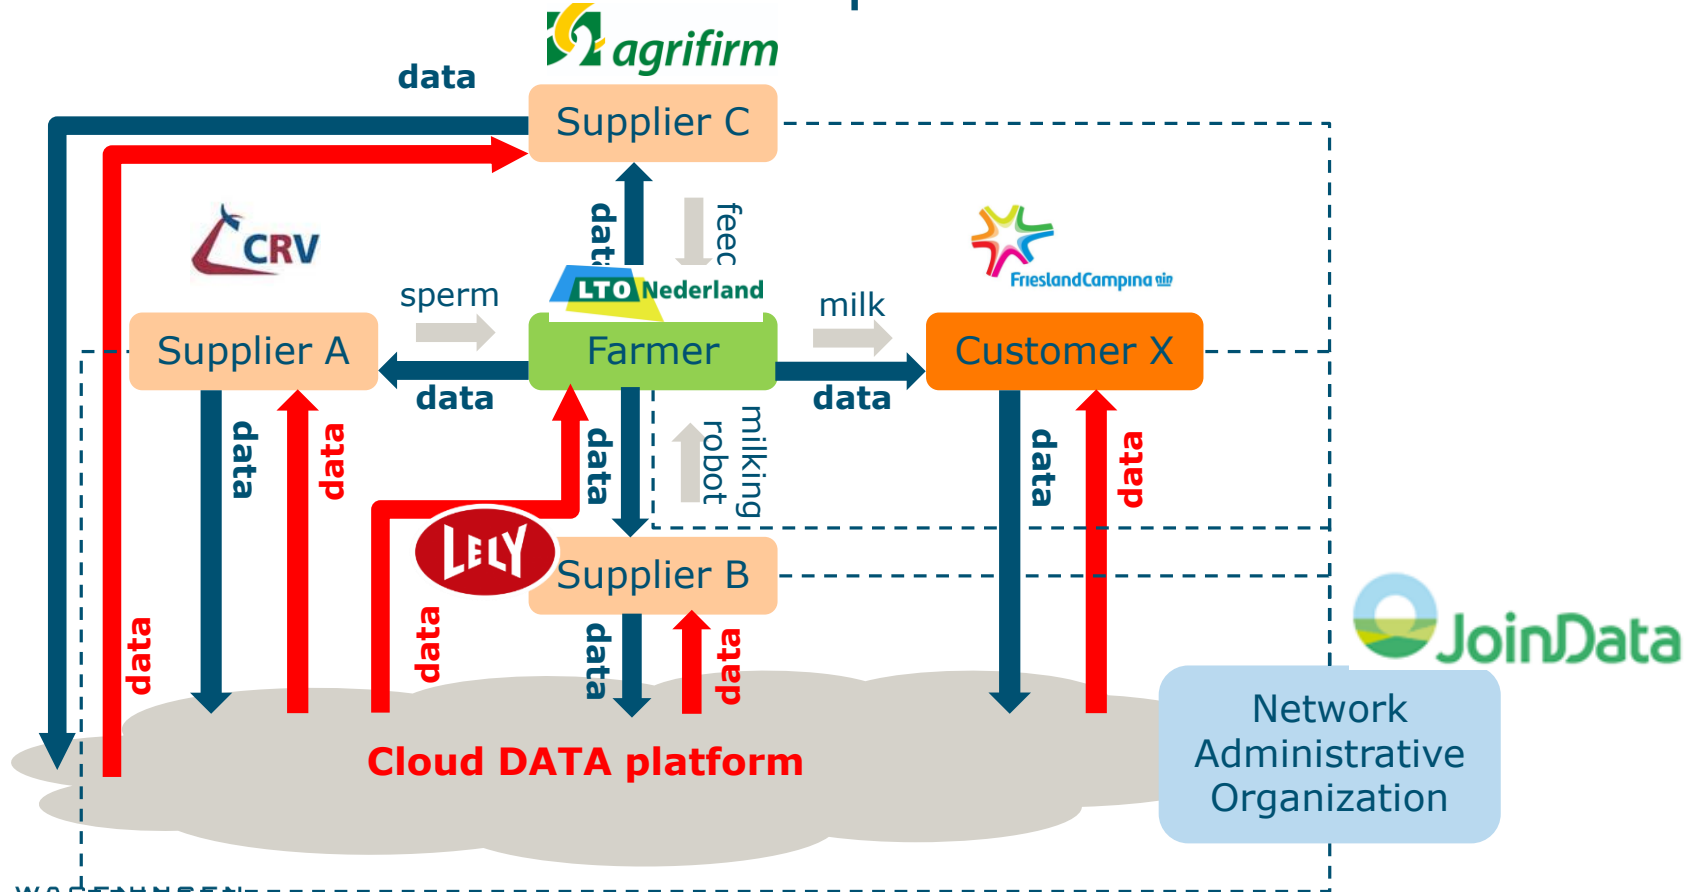 agrifirm
data
Supplier C
data
feed
CRV
FrieslandCampina
LTO Nederland
sperm
milk
Supplier A
Farmer
Customer X
data
data
data
data
data
milking
robot
data
data
LELY
Supplier B
data
data
data
data
JoinData
Cloud DATA platform
Network
Administrative
Organization